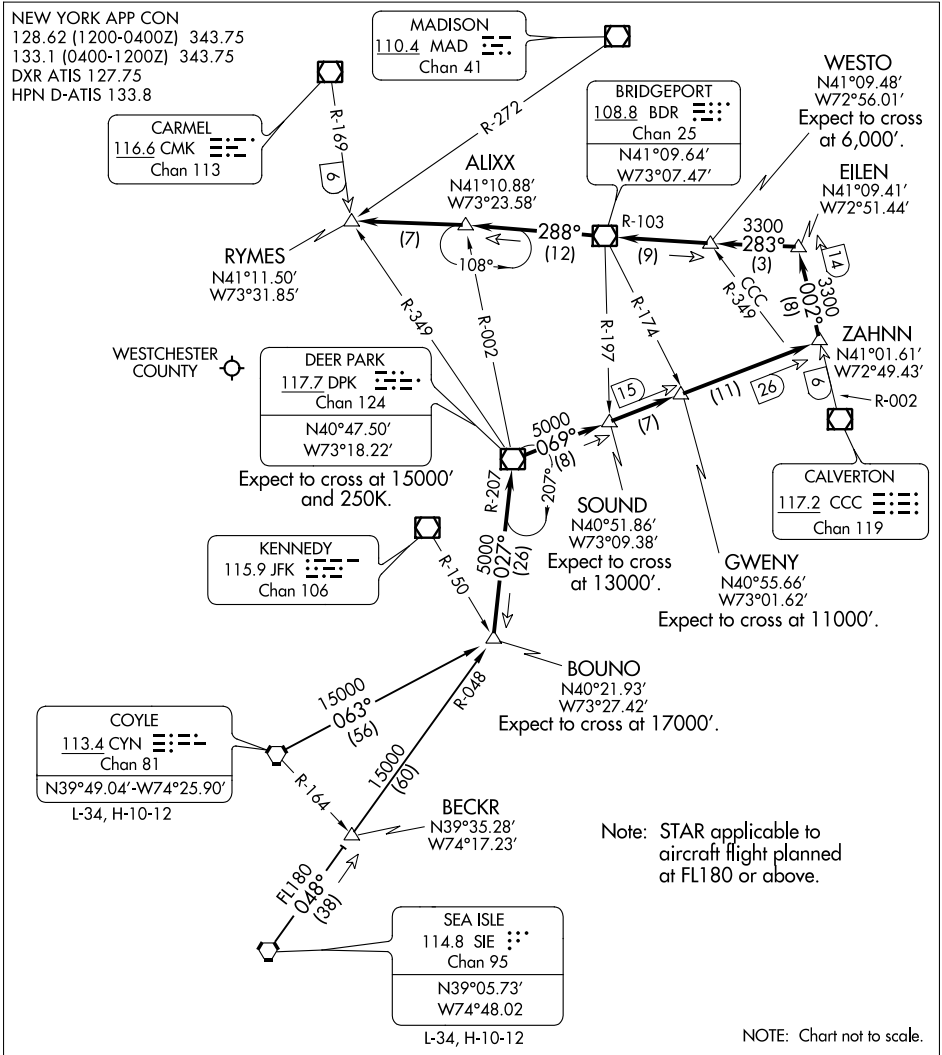 NEW YORK APP CON
128.62 (1200-0400Z) 343.75
133.1 (0400-1200Z) 343.75
DXR ATIS 127.75
HPN D-ATIS 133.8
MADISON
110.4 MAD
Chan 41
CARMEL
116.6 CMK
Chan 113
R-169
9
R-272
BRIDGEPORT
108.8 BDR
Chan 25
N41°09.64'
W73°07.47'
WESTO
N41°09.48'
W72°56.01'
Expect to cross
at 6,000'.
EILEN
N41°09.41'
W72°51.44'
ALIXX
N41°10.88'
W73°23.58'
RYMES
N41°11.50'
W73°31.85'
(7)
108°
288°
(12)
R-103
(9)
3300
283°
(3)
14
3300
002°
(8)
CCC
R-349
R-349
R-002
R-197
R-174
ZAHNN
N41°01.61'
W72°49.43'
WESTCHESTER
COUNTY
DEER PARK
117.7 DPK
Chan 124
N40°47.50'
W73°18.22'
Expect to cross at 15000'
and 250K.
5000
069°
(8)
15
(7)
(11)
26
9
R-002
CALVERTON
117.2 CCC
Chan 119
R-207
207°
SOUND
N40°51.86'
W73°09.38'
Expect to cross
at 13000'.
GWENY
N40°55.66'
W73°01.62'
Expect to cross at 11000'.
KENNEDY
115.9 JFK
Chan 106
R-150
5000
027°
(26)
BOUNO
N40°21.93'
W73°27.42'
Expect to cross at 17000'.
15000
063°
(56)
R-048
15000
(60)
COYLE
113.4 CYN
Chan 81
N39°49.04'-W74°25.90'
L-34, H-10-12
R-164
BECKR
N39°35.28'
W74°17.23'
Note: STAR applicable to
aircraft flight planned
at FL180 or above.
FL180
048°
(38)
SEA ISLE
114.8 SIE
Chan 95
N39°05.73'
W74°48.02
L-34, H-10-12
NOTE: Chart not to scale.